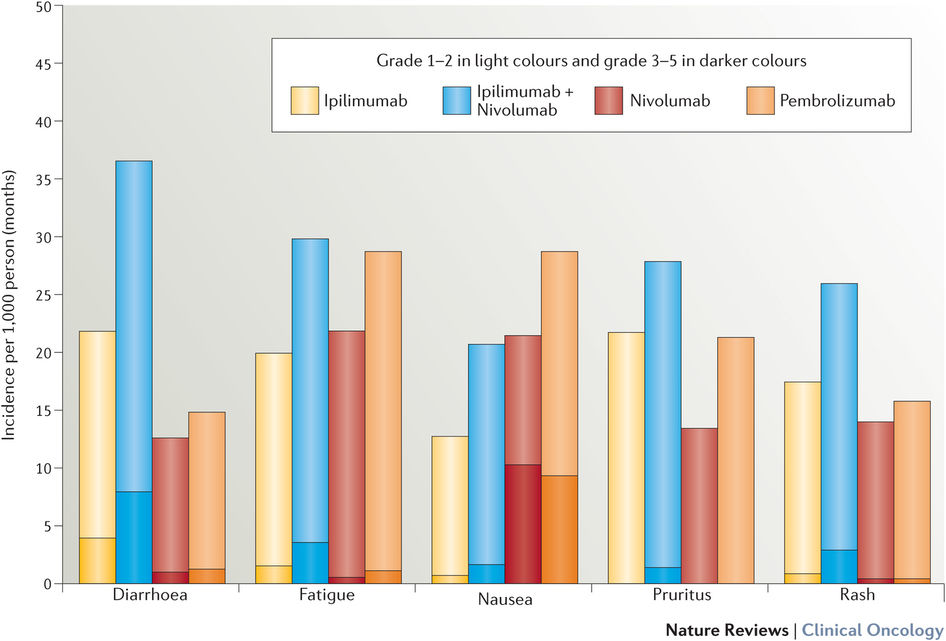 50
45
40
35
30
25
20
15
10
5
0
Incidence per 1,000 person (months)
Grade 1–2 in light colours and grade 3–5 in darker colours
Ipilimumab
Ipilimumab +
Nivolumab
Nivolumab
Pembrolizumab
Diarrhoea
Fatigue
Nausea
Pruritus
Rash
Nature Reviews | Clinical Oncology